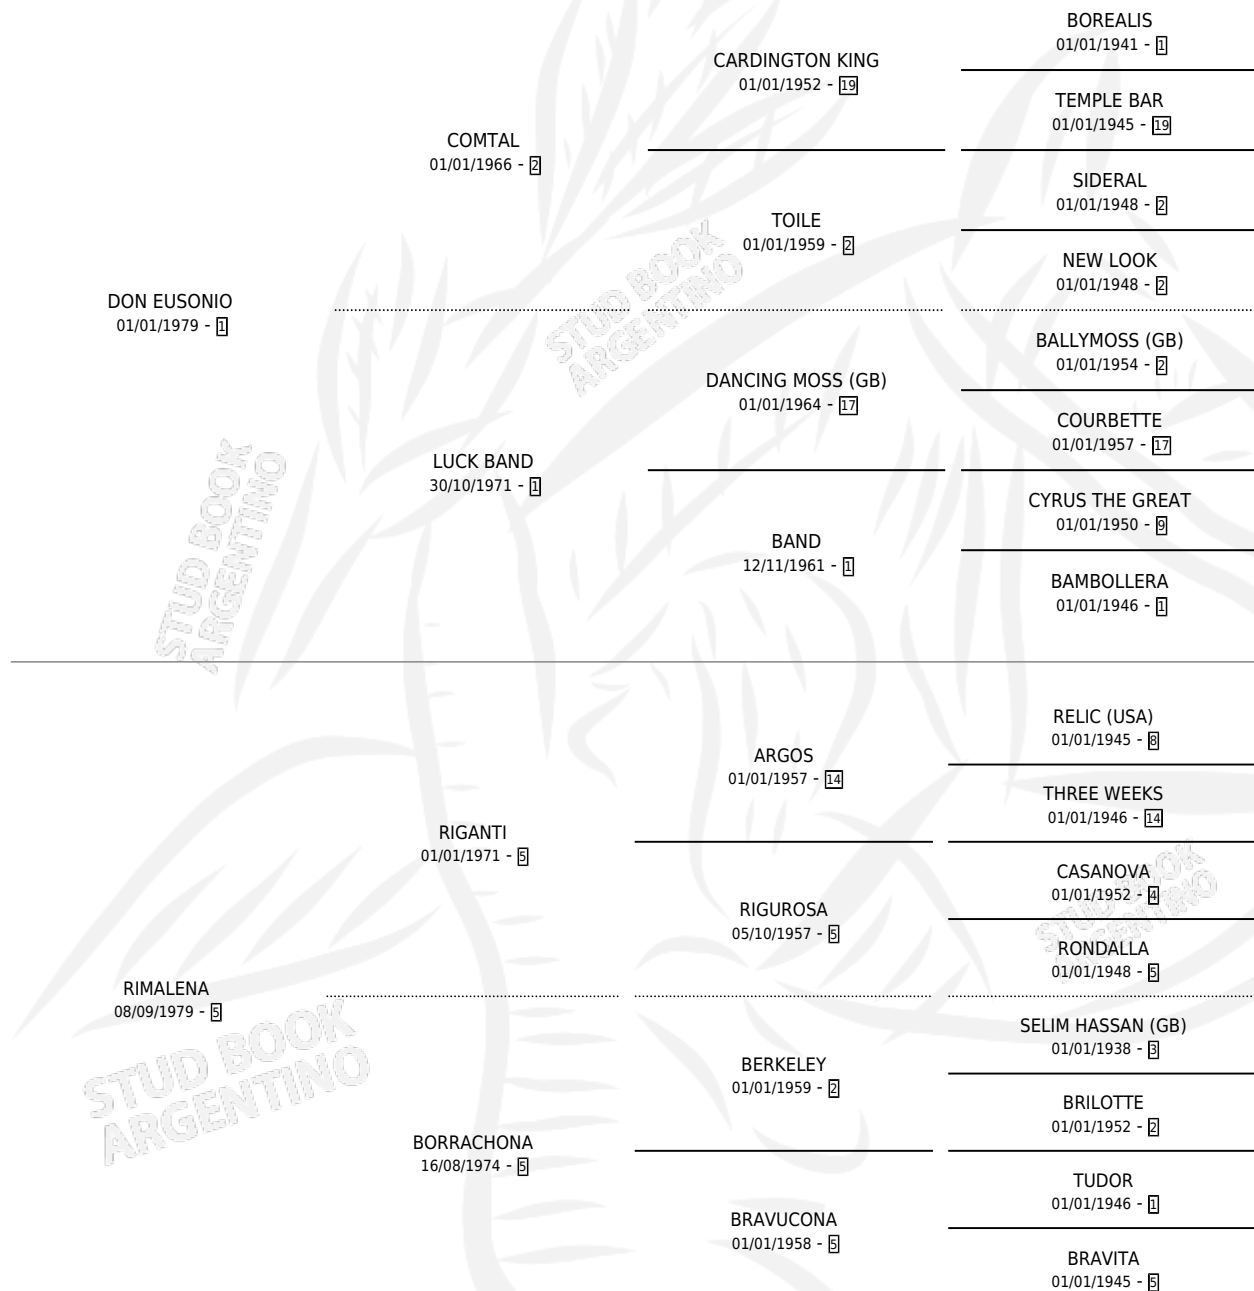 BOREALIS
01/01/1941 - 1
CARDINGTON KING
01/01/1952 - 19
TEMPLE BAR
01/01/1945 - 19
COMTAL
01/01/1966 - 2
SIDERAL
01/01/1948 - 2
TOILE
01/01/1959 - 2
NEW LOOK
01/01/1948 - 2
DON EUSONIO
01/01/1979 - 1
BALLYMOSS (GB)
01/01/1954 - 2
DANCING MOSS (GB)
01/01/1964 - 17
COURBETTE
01/01/1957 - 17
LUCK BAND
30/10/1971 - 1
CYRUS THE GREAT
01/01/1950 - 9
BAND
12/11/1961 - 1
BAMBOLLERA
01/01/1946 - 1
RELIC (USA)
01/01/1945 - 8
ARGOS
01/01/1957 - 14
THREE WEEKS
01/01/1946 - 14
RIGANTI
01/01/1971 - 5
CASANOVA
01/01/1952 - 4
RIGUROSA
05/10/1957 - 5
RONDALLA
01/01/1948 - 5
RIMALENA
08/09/1979 - 5
SELIM HASSAN (GB)
01/01/1938 - 3
BERKELEY
01/01/1959 - 2
BRILOTTE
01/01/1952 - 2
BORRACHONA
16/08/1974 - 5
TUDOR
01/01/1946 - 1
BRAVUCONA
01/01/1958 - 5
BRAVITA
01/01/1945 - 5
STUD BOOK
ARGENTINO
STUD BOOK
ARGENTINO
STUD BOOK
ARGENTINO
STUD BOOK
ARGENTINO